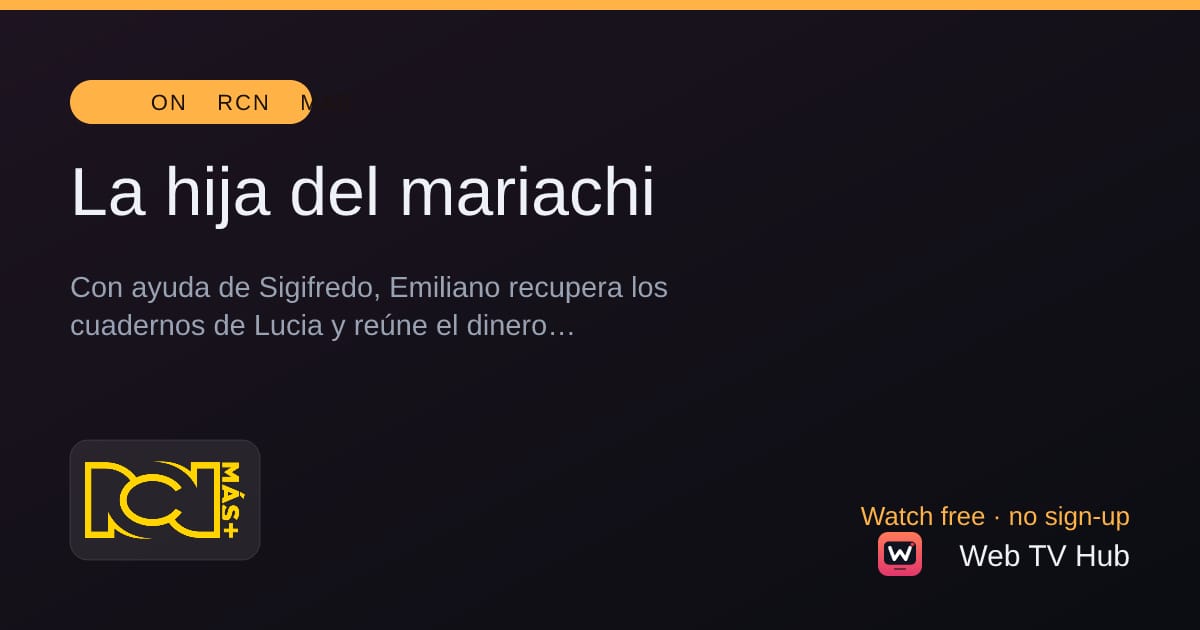 ON RCN
La hija del mariachi
Con ayuda de Sigifredo, Emiliano recupera los
cuadernos de Lucia y reúne el dinero…
RCN MÁS+
Watch free · no sign-up
W Web TV Hub